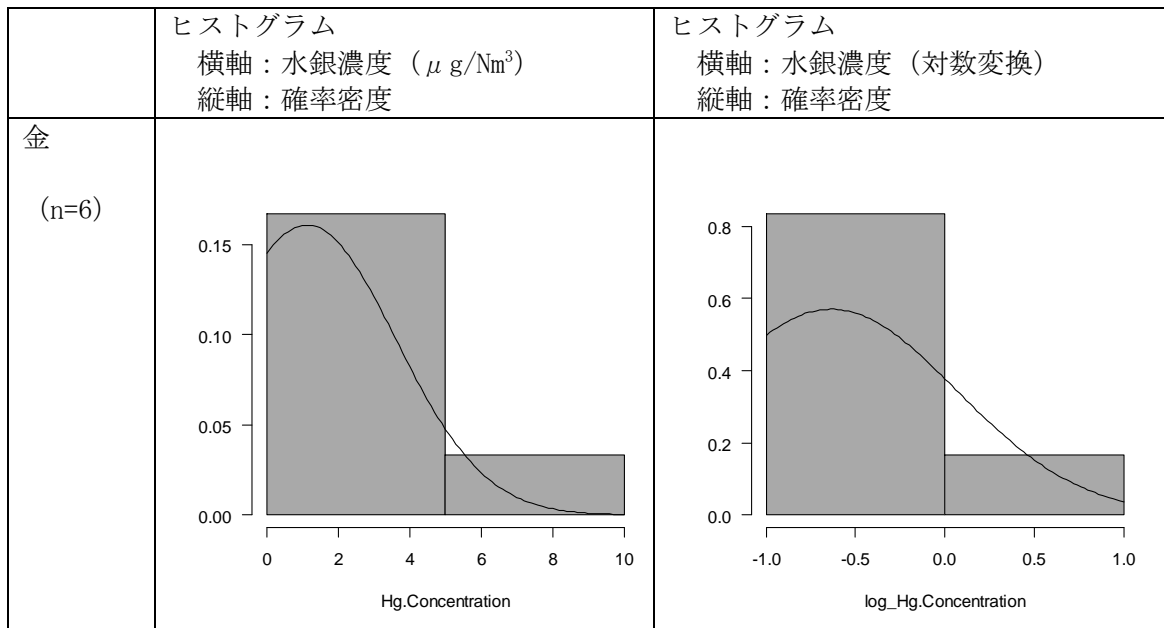 ヒストグラム
横軸:水銀濃度(μg/Nm³)
縦軸:確率密度
ヒストグラム
横軸:水銀濃度(対数変換)
縦軸:確率密度
金
(n=6)
0.15
0.10
0.05
0.00
0 2 4 6 8 10
Hg.Concentration
0.8
0.6
0.4
0.2
0.0
-1.0 -0.5 0.0 0.5 1.0
log_Hg.Concentration